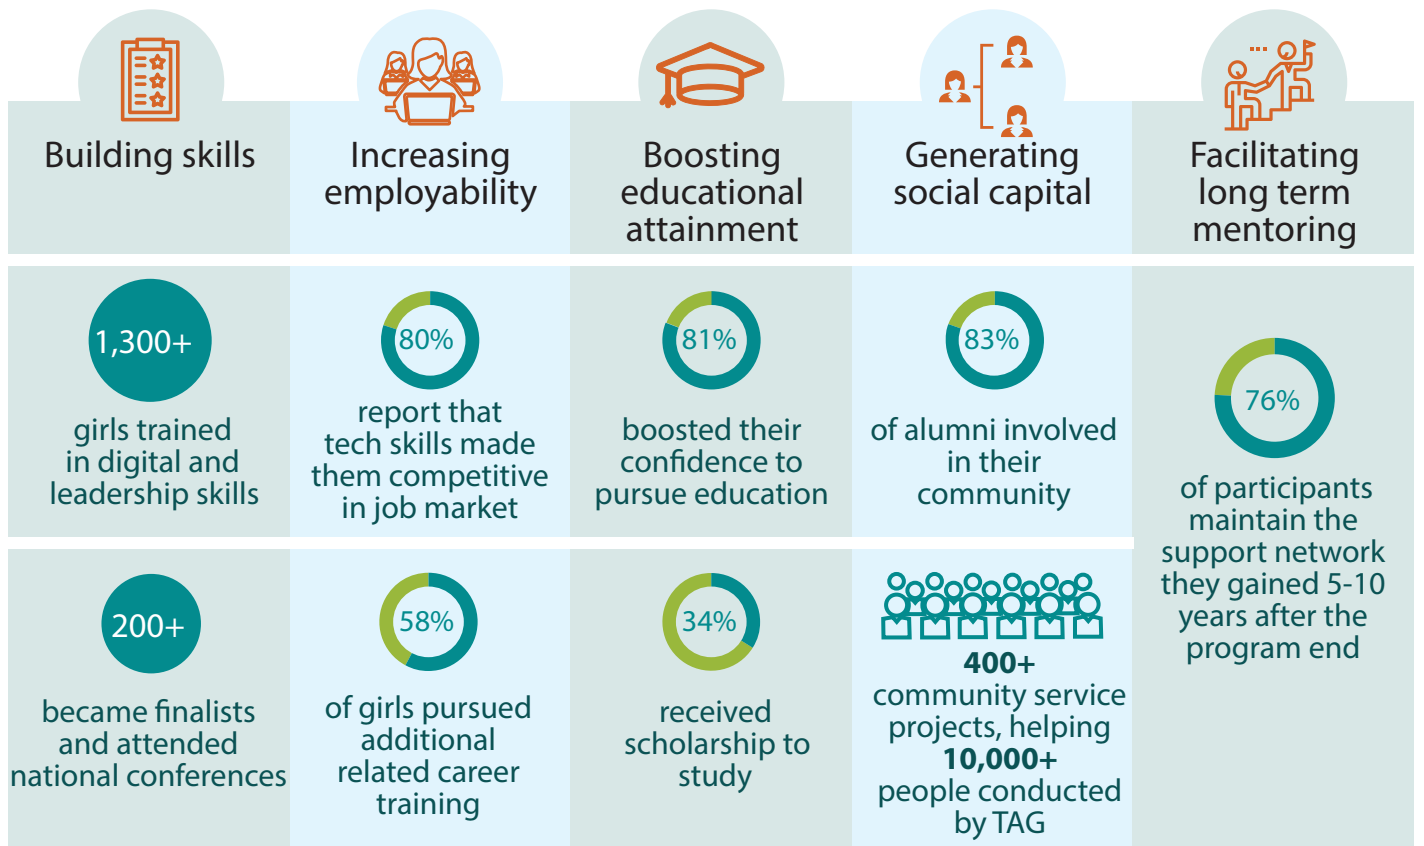 Building skills
Increasing
employability
Boosting
educational
attainment
Generating
social capital
Facilitating
long term
mentoring
1,300+
girls trained
in digital and
leadership skills
80%
report that
tech skills made
them competitive
in job market
81%
boosted their
confidence to
pursue education
83%
of alumni involved
in their
community
76%
of participants
maintain the
support network
they gained 5-10
years after the
program end
200+
became finalists
and attended
national conferences
58%
of girls pursued
additional
related career
training
34%
received
scholarship to
study
400+
community service
projects, helping
10,000+
people conducted
by TAG